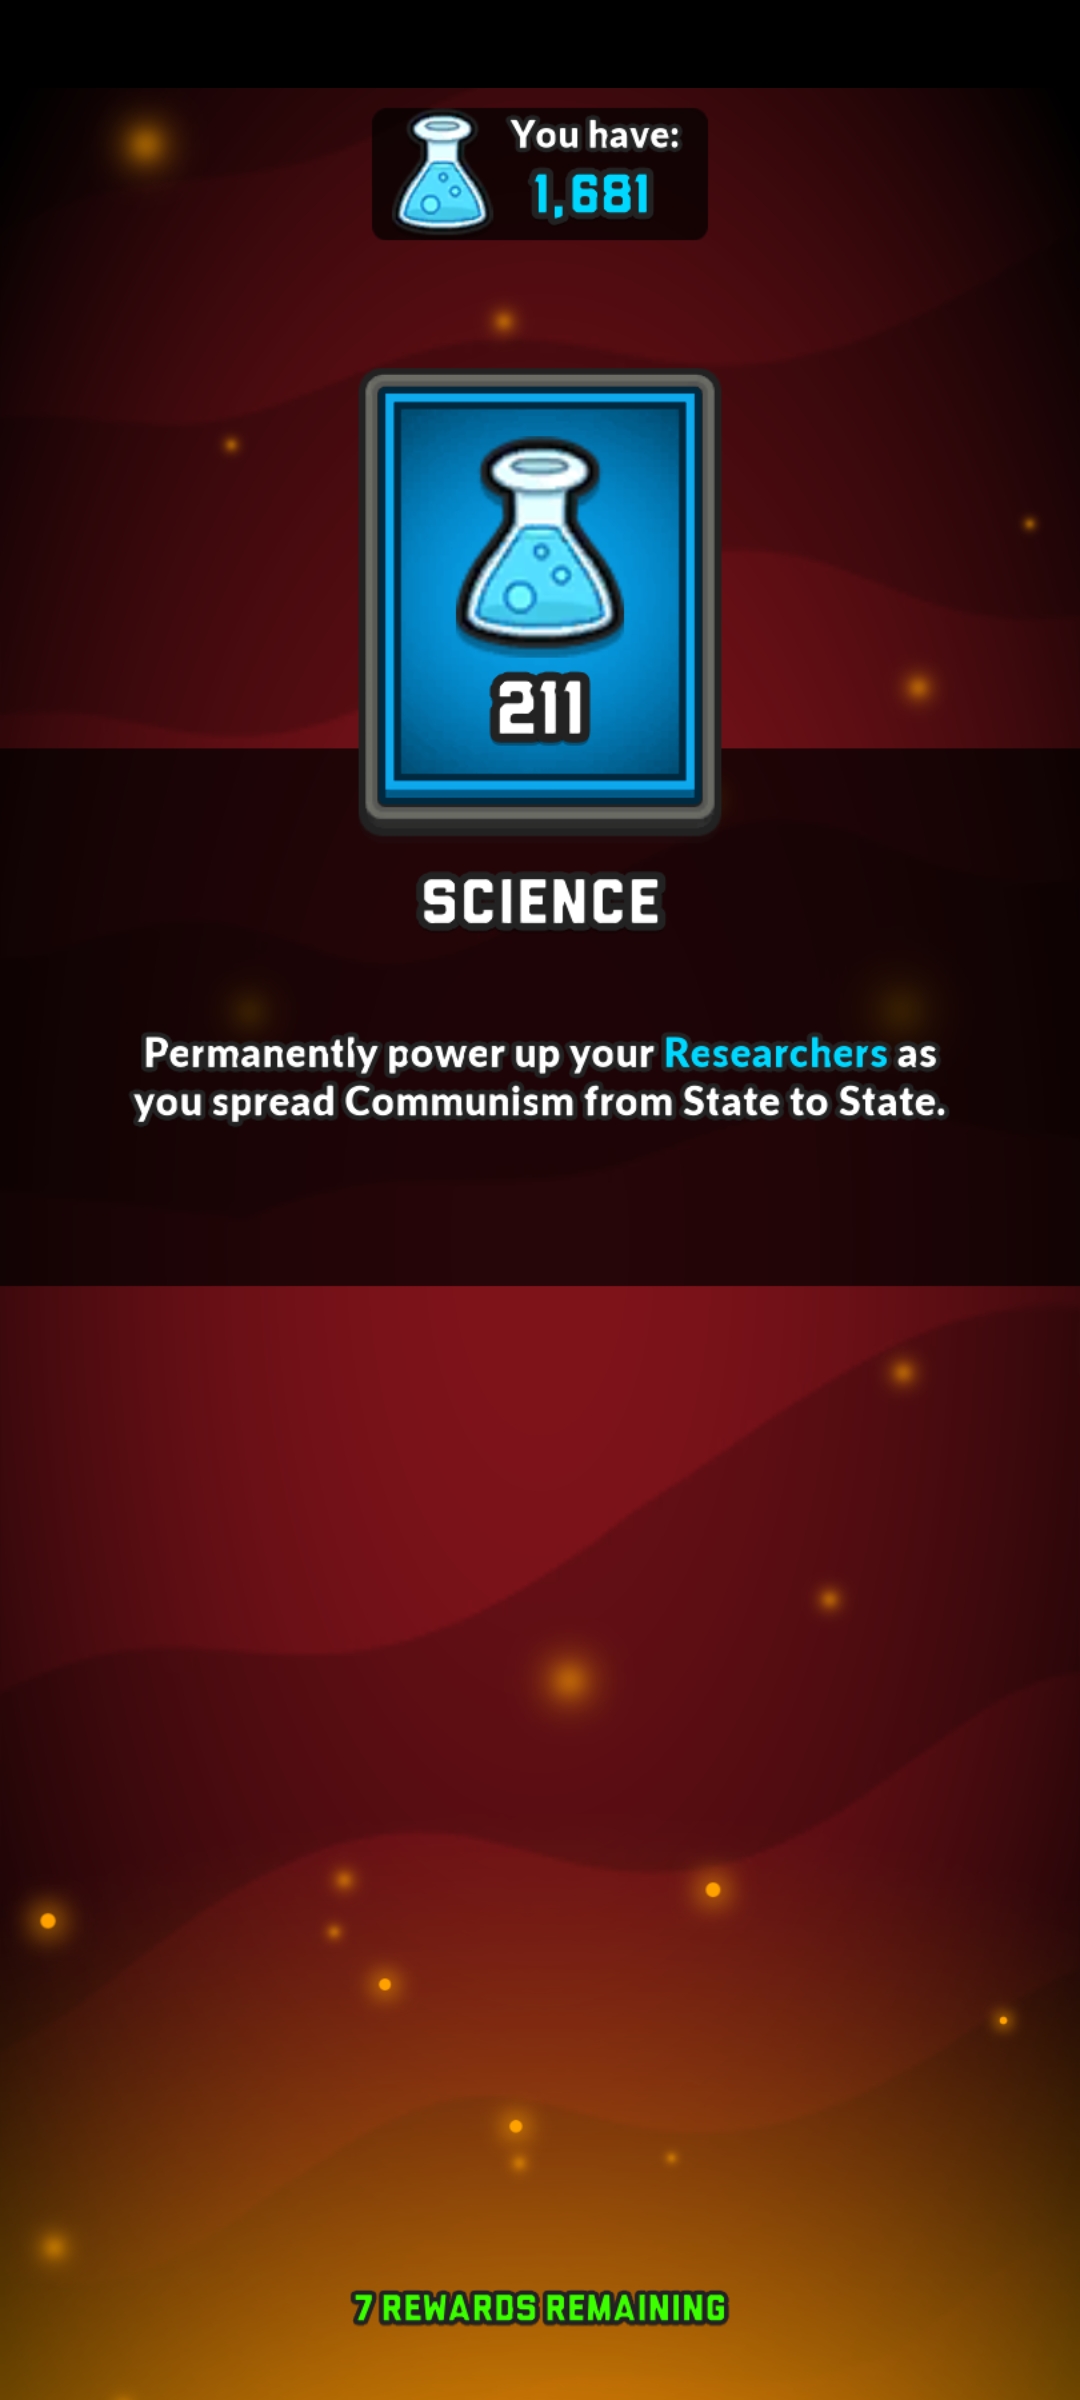 You have:
1,681
211
SCIENCE
Permanently power up your Researchers as
you spread Communism from State to State.
7 REWARDS REMAINING